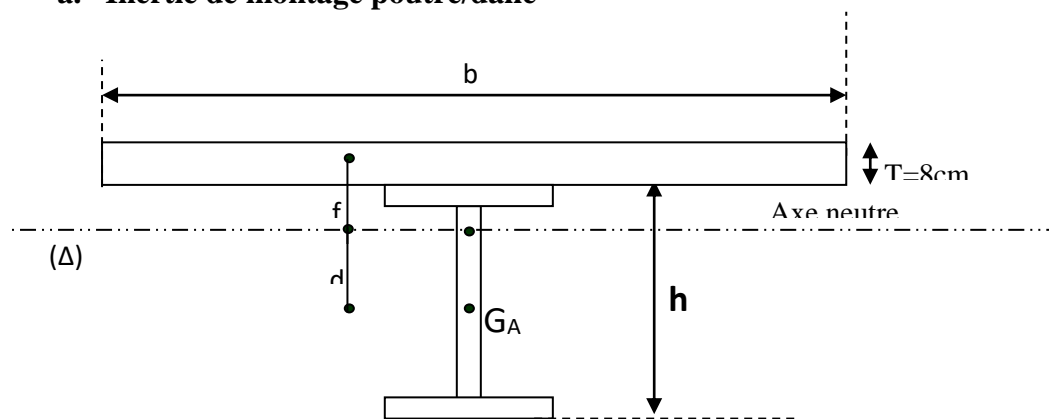 a. Inertie de montage poutre/dalle
b
T=8cm
f
Axe neutre
(Δ)
d
h
GA